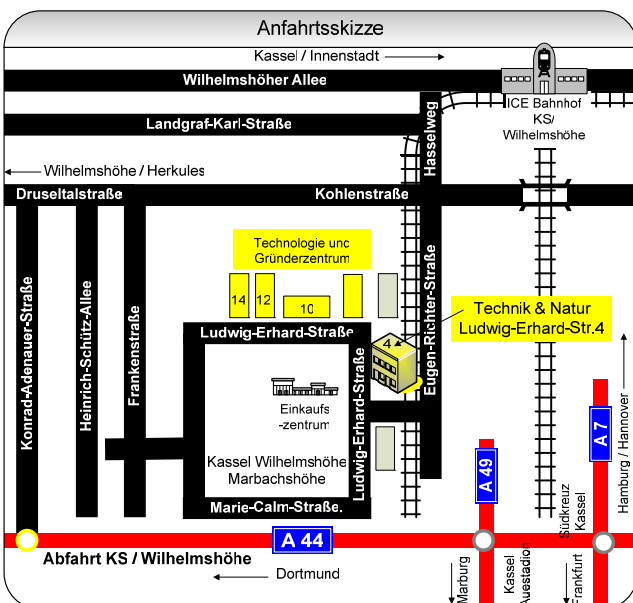 Anfahrtsskizze
Kassel / Innenstadt
Wilhelmshöher Allee
ICE Bahnhof
KS/
Wilhelmshöhe
Landgraf-Karl-Straße
Hasselweg
Wilhelmshöhe / Herkules
Druseltalstraße
Kohlenstraße
Technologie und
Gründerzentrum
14
12
10
Technik & Natur
Ludwig-Erhard-Str.4
Konrad-Adenauer-Straße
Heinrich-Schütz-Allee
Frankenstraße
Ludwig-Erhard-Straße
4
Ludwig-Erhard-Straße
Eugen-Richter-Straße
Einkaufs
-zentrum
Kassel Wilhelmshöhe
Marbachshöhe
Marie-Calm-Straße.
A 49
A 7
Hamburg / Hannover
Südkreuz
Kassel
A 44
Abfahrt KS / Wilhelmshöhe
Dortmund
Marburg
Kassel
Auestadion
Frankfurt